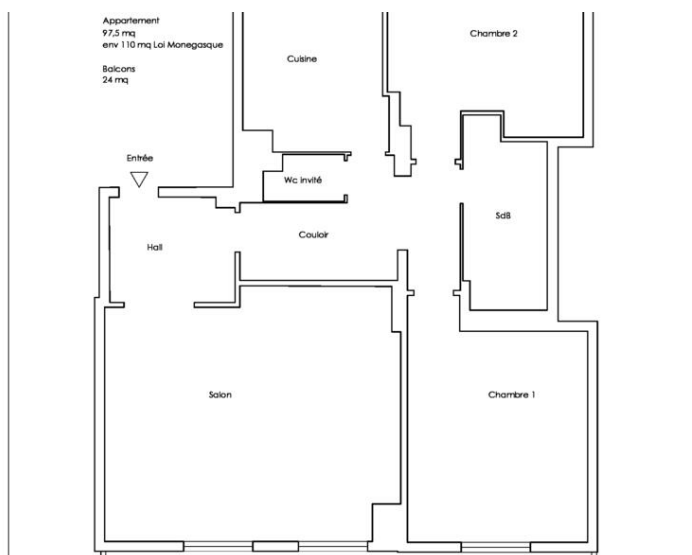 Appartement
97,5 mq
env 110 mq Loi Monegasque
Balcons
24 mq
Cuisine
Chambre 2
Entrée
Wc invité
SdB
Couloir
Hall
Salon
Chambre 1